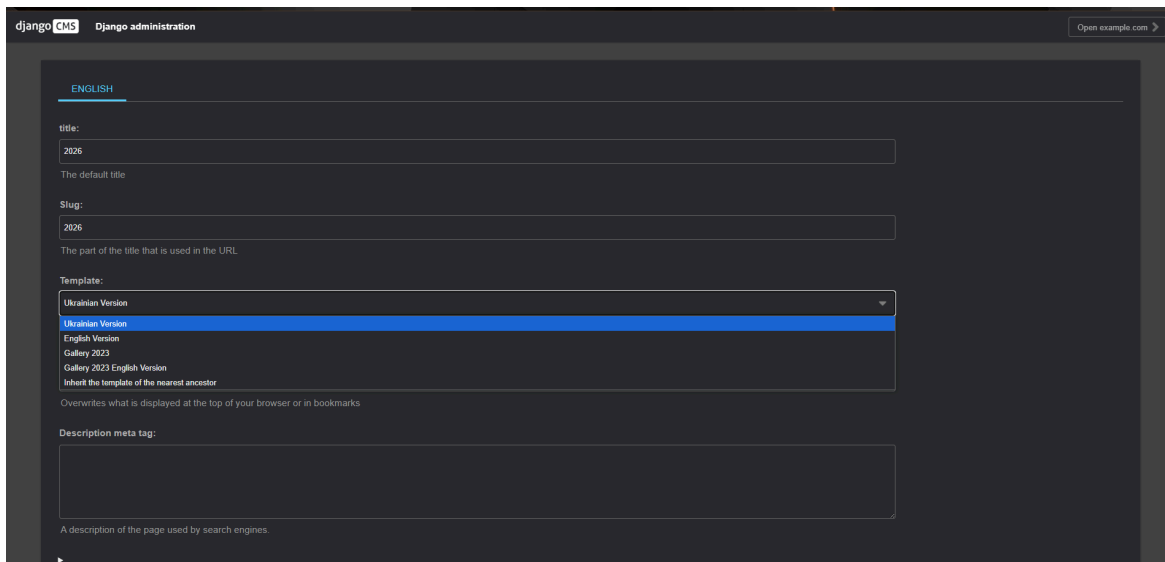 django CMS Django administration Open example.com
ENGLISH
title:
2026
The default title
Slug:
2026
The part of the title that is used in the URL
Template:
Ukrainian Version
Ukrainian Version
English Version
Gallery 2023
Gallery 2023 English Version
Inherit the template of the nearest ancestor
Overwrites what is displayed at the top of your browser or in bookmarks
Description meta tag:
A description of the page used by search engines.